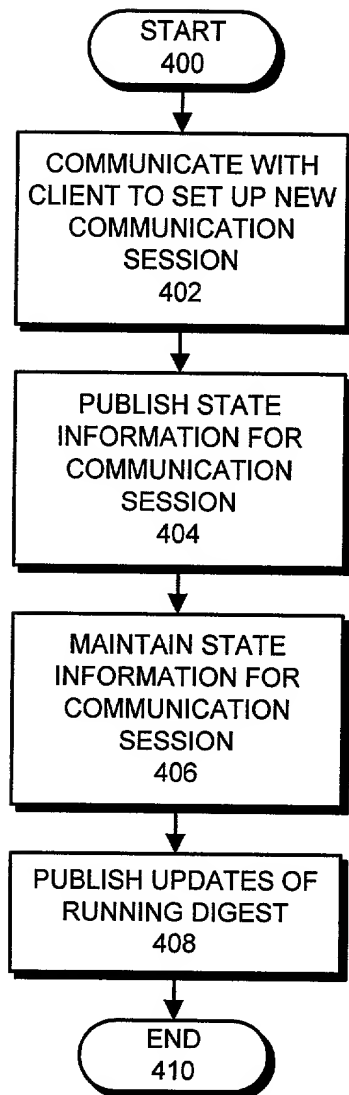 START
400
COMMUNICATE WITH
CLIENT TO SET UP NEW
COMMUNICATION
SESSION
402
PUBLISH STATE
INFORMATION FOR
COMMUNICATION
SESSION
404
MAINTAIN STATE
INFORMATION FOR
COMMUNICATION
SESSION
406
PUBLISH UPDATES OF
RUNNING DIGEST
408
END
410